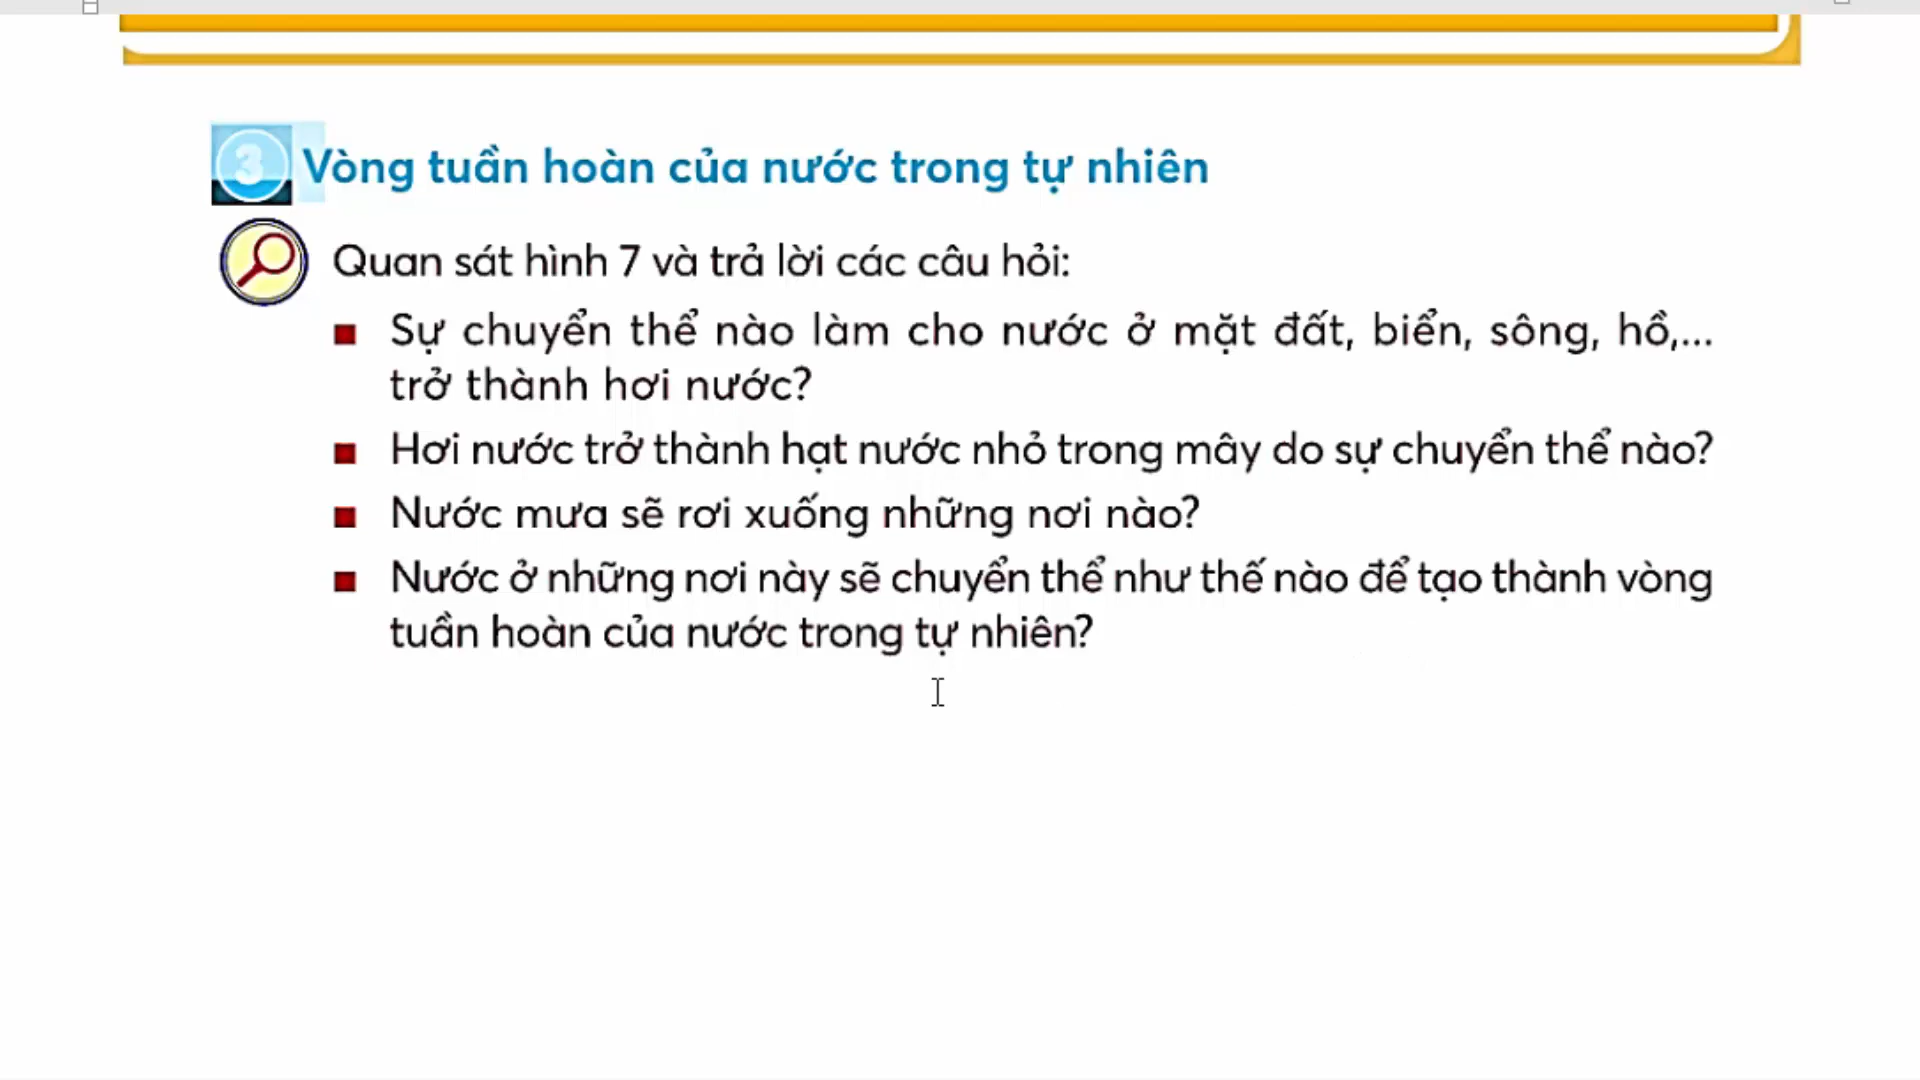 3 Vòng tuần hoàn của nước trong tự nhiên
Quan sát hình 7 và trả lời các câu hỏi:
Sự chuyển thể nào làm cho nước ở mặt đất, biển, sông, hồ,...
trở thành hơi nước?
Hơi nước trở thành hạt nước nhỏ trong mây do sự chuyển thể nào?
Nước mưa sẽ rơi xuống những nơi nào?
Nước ở những nơi này sẽ chuyển thể như thế nào để tạo thành vòng
tuần hoàn của nước trong tự nhiên?